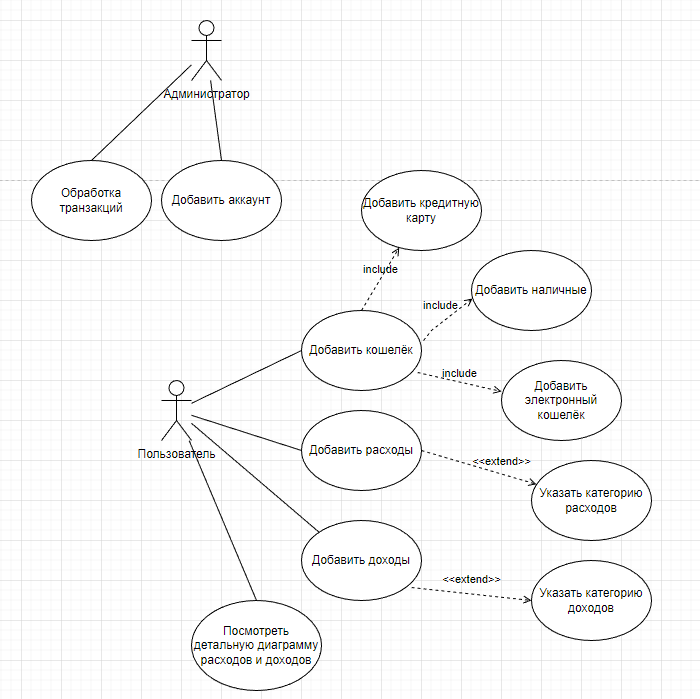 Администратор
Обработка
транзакций
Добавить аккаунт
Добавить кредитную
карту
include
Добавить наличные
include
Добавить кошелёк
include
Добавить
электронный
кошелёк
Пользователь
Добавить расходы
<<extend>>
Указать категорию
расходов
Добавить доходы
<<extend>>
Указать категорию
доходов
Посмотреть
детальную диаграмму
расходов и доходов